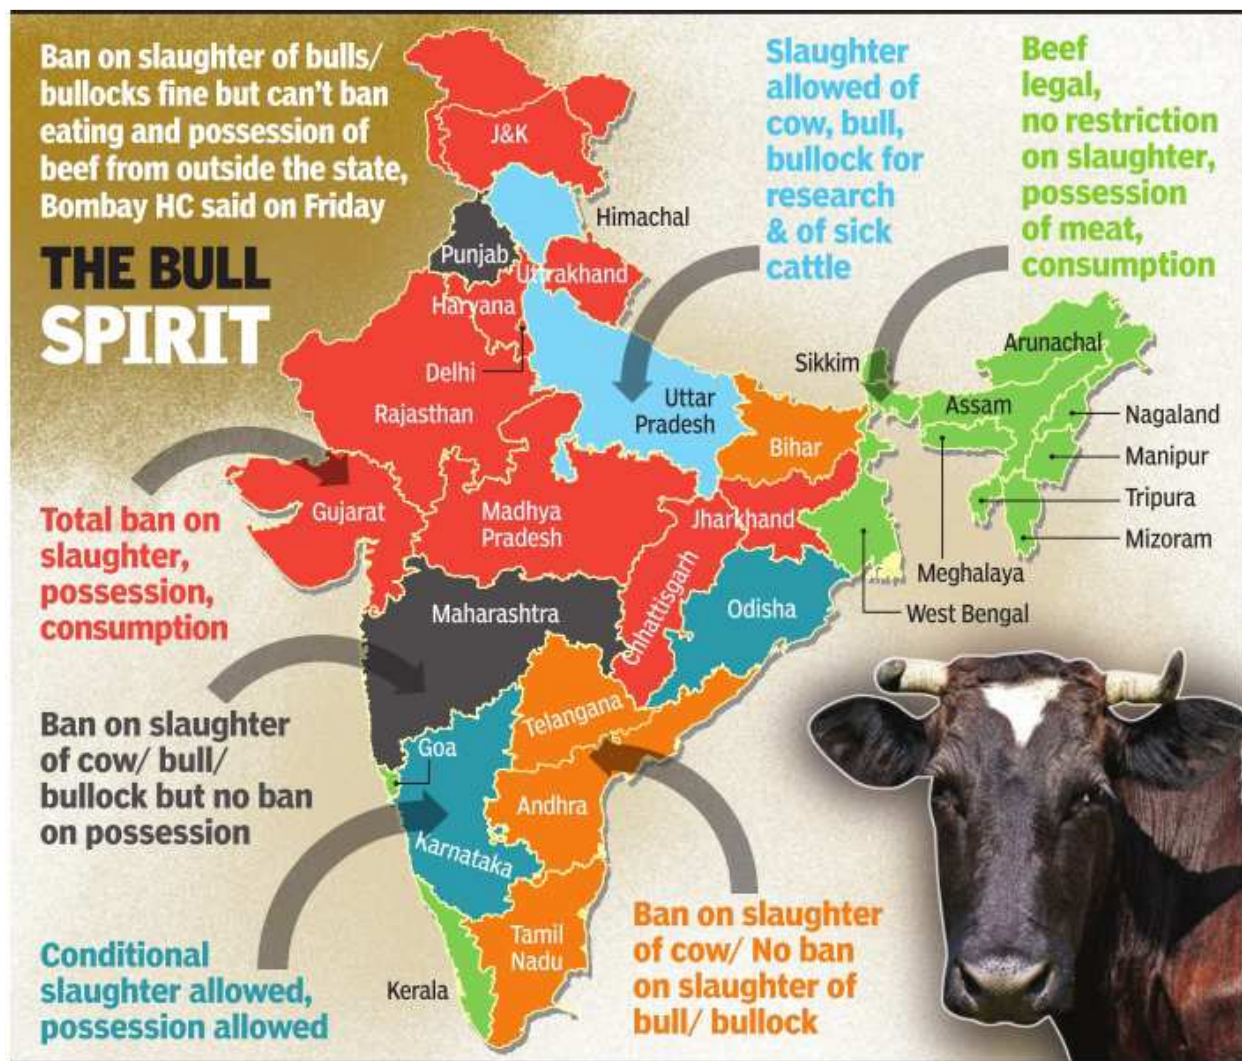 Ban on slaughter of bulls/
bullocks fine but can't ban
eating and possession of
beef from outside the state,
Bombay HC said on Friday
THE BULL
SPIRIT
Slaughter
allowed of
cow, bull,
bullock for
research
& of sick
cattle
Beef
legal,
no restriction
on slaughter,
possession
of meat,
consumption
J&K
Himachal
Punjab
Uttrakhand
Haryana
Delhi
Rajasthan
Uttar
Pradesh
Bihar
Sikkim
Arunachal
Assam
Nagaland
Manipur
Tripura
Mizoram
Meghalaya
West Bengal
Gujarat
Madhya
Pradesh
Jharkhand
Chhattisgarh
Odisha
Maharashtra
Telangana
Goa
Andhra
Karnataka
Tamil
Nadu
Kerala
Total ban on
slaughter,
possession,
consumption
Ban on slaughter
of cow/ bull/
bullock but no ban
on possession
Conditional
slaughter allowed,
possession allowed
Ban on slaughter
of cow/ No ban
on slaughter of
bull/ bullock